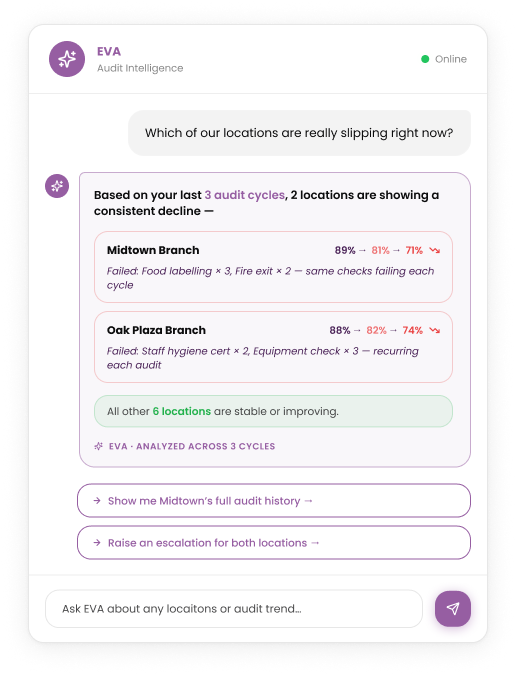 EVA
Audit Intelligence
Online
Which of our locations are really slipping right now?
Based on your last 3 audit cycles, 2 locations are showing a
consistent decline —
Midtown Branch 89% → 81% → 71%
Failed: Food labelling × 3, Fire exit × 2 — same checks failing each
cycle
Oak Plaza Branch 88% → 82% → 74%
Failed: Staff hygiene cert × 2, Equipment check × 3 — recurring
each audit
All other 6 locations are stable or improving.
EVA · ANALYZED ACROSS 3 CYCLES
→ Show me Midtown’s full audit history →
→ Raise an escalation for both locations →
Ask EVA about any locaitons or audit trend...